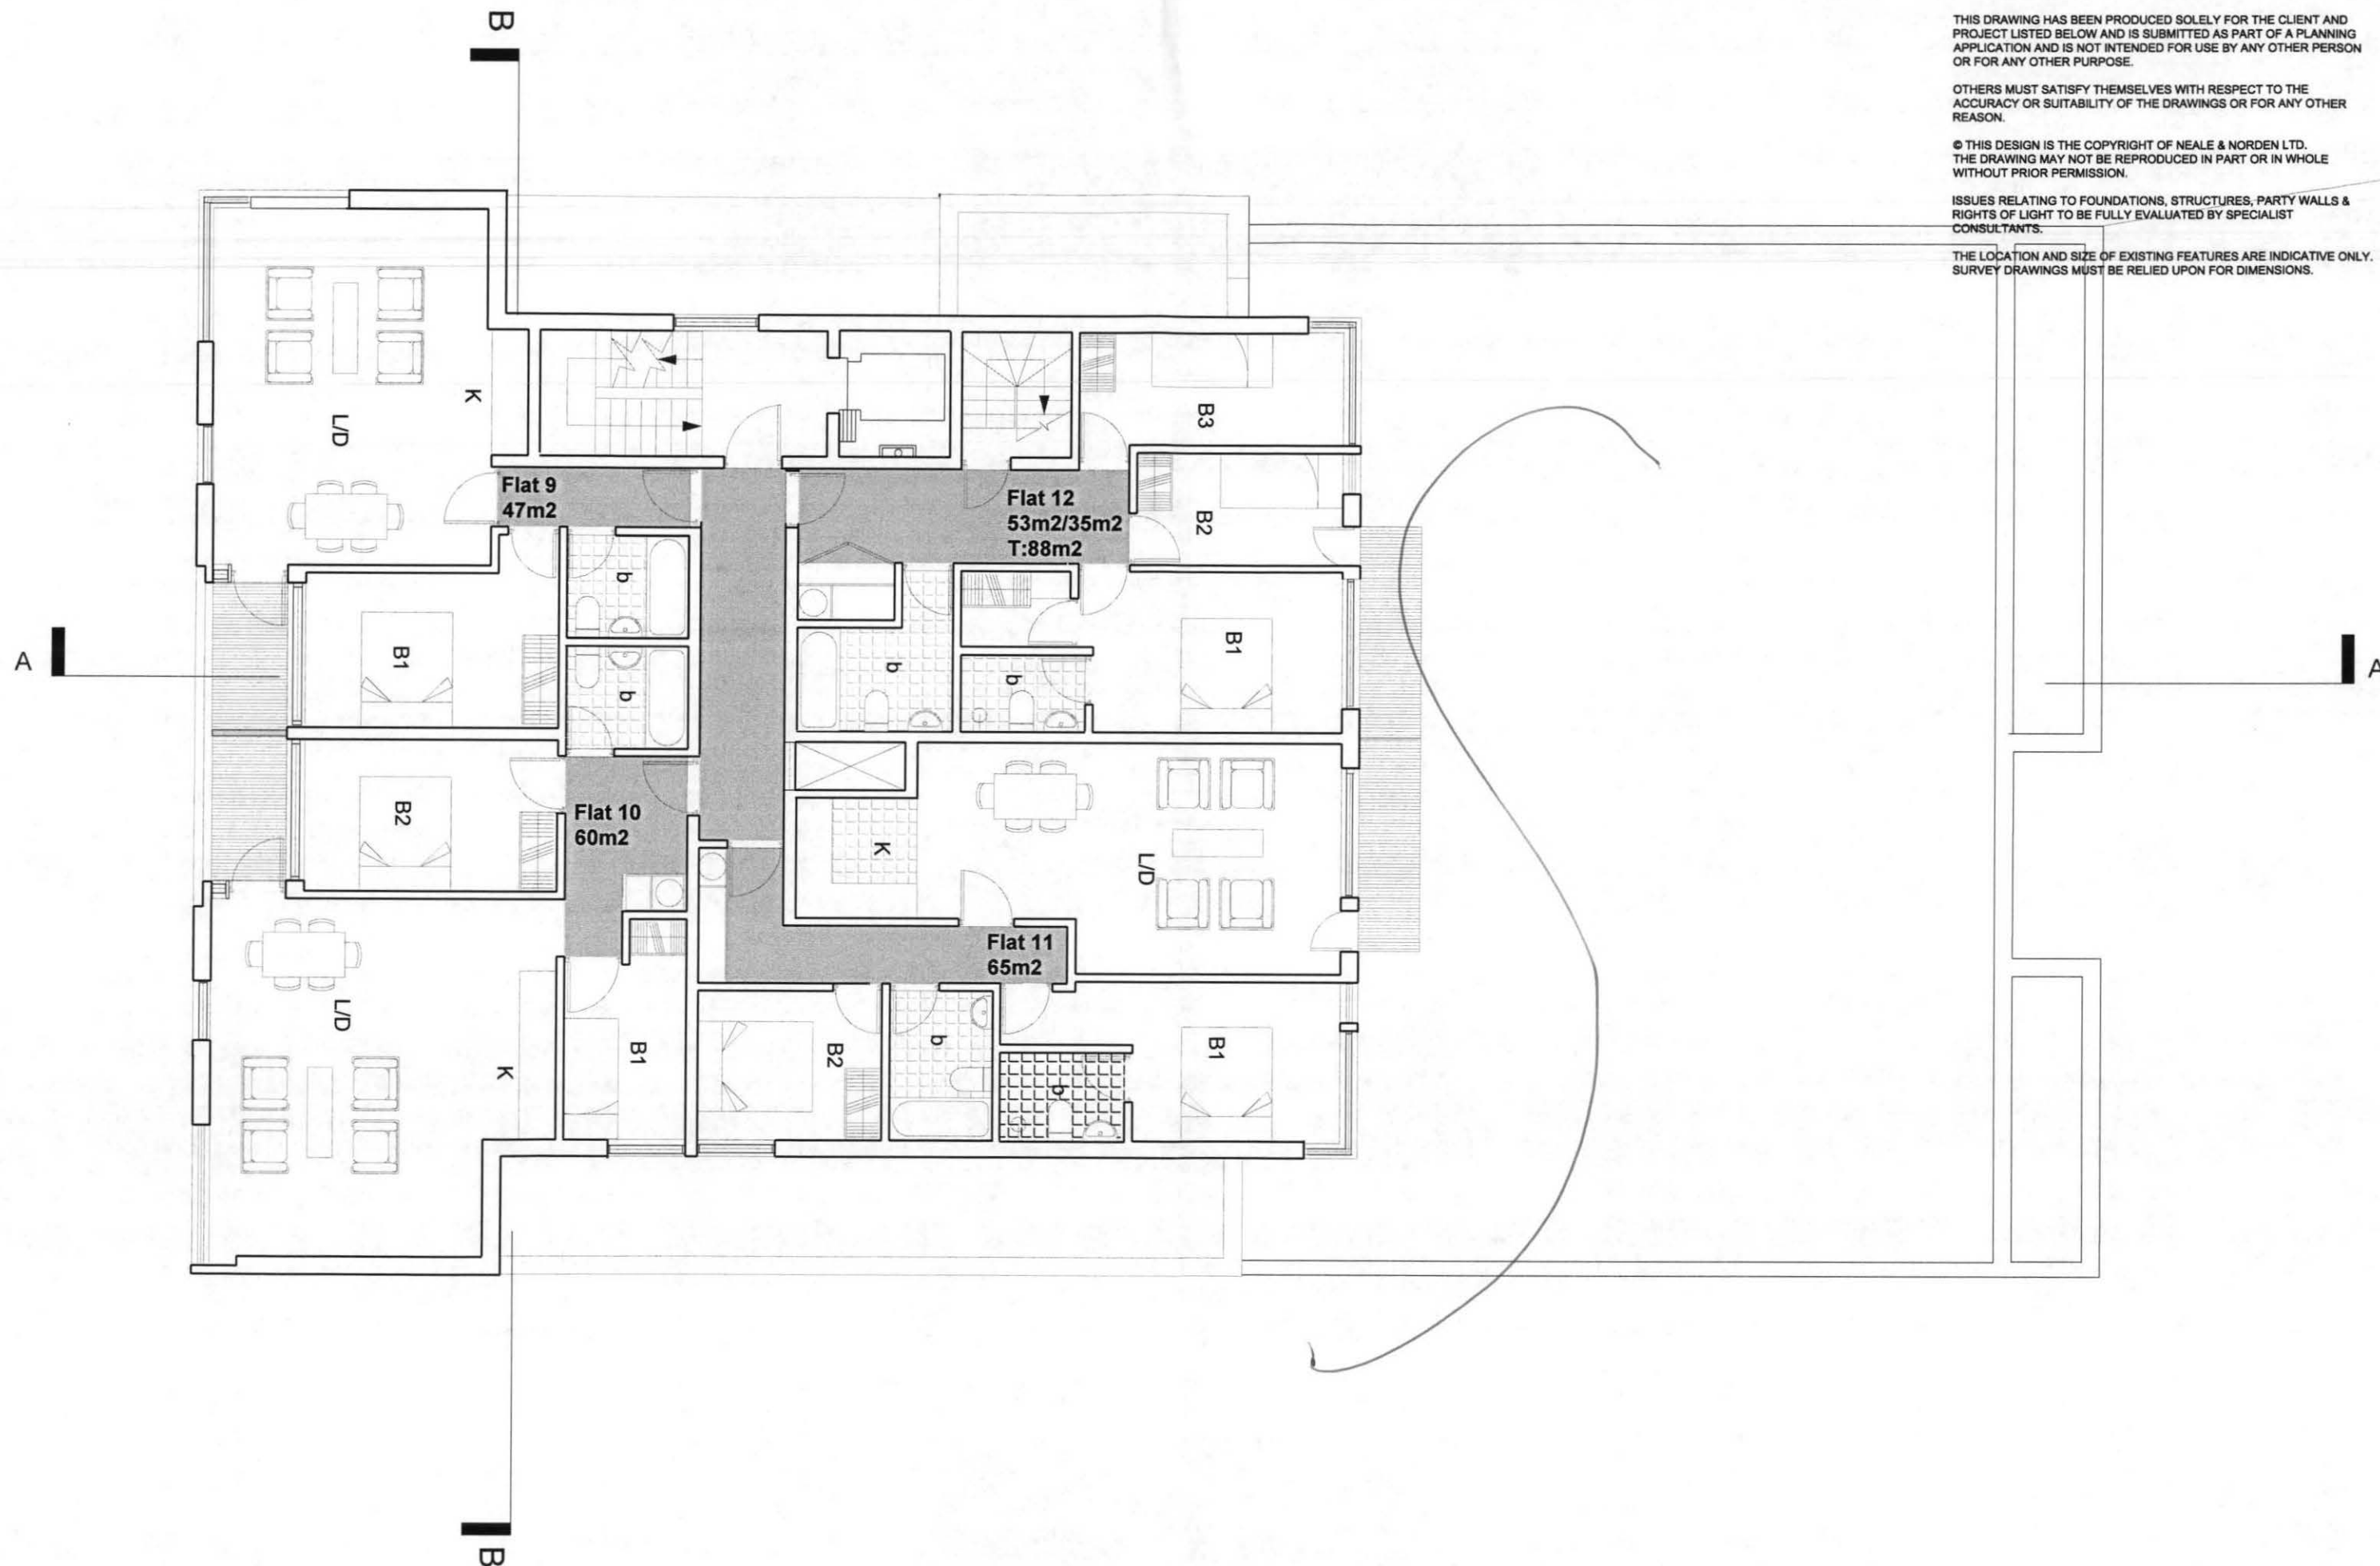 THIS DRAWING HAS BEEN PRODUCED SOLELY FOR THE CLIENT AND
PROJECT LISTED BELOW AND IS SUBMITTED AS PART OF A PLANNING
APPLICATION AND IS NOT INTENDED FOR USE BY ANY OTHER PERSON
OR FOR ANY OTHER PURPOSE.
OTHERS MUST SATISFY THEMSELVES WITH RESPECT TO THE
ACCURACY OR SUITABILITY OF THE DRAWINGS OR FOR ANY OTHER
REASON.
© THIS DESIGN IS THE COPYRIGHT OF NEALE & NORDEN LTD.
THE DRAWING MAY NOT BE REPRODUCED IN PART OR IN WHOLE
WITHOUT PRIOR PERMISSION.
ISSUES RELATING TO FOUNDATIONS, STRUCTURES, PARTY WALLS &
RIGHTS OF LIGHT TO BE FULLY EVALUATED BY SPECIALIST
CONSULTANTS.
THE LOCATION AND SIZE OF EXISTING FEATURES ARE INDICATIVE ONLY.
SURVEY DRAWINGS MUST BE RELIED UPON FOR DIMENSIONS.
B
K
L/D
B3
Flat 9
47m2
Flat 12
53m2/35m2
T:88m2
B2
b
B1
b
b
b
B1
A
A
B2
Flat 10
60m2
K
L/D
Flat 11
65m2
L/D
K
B1
B2
b
b
B1
B